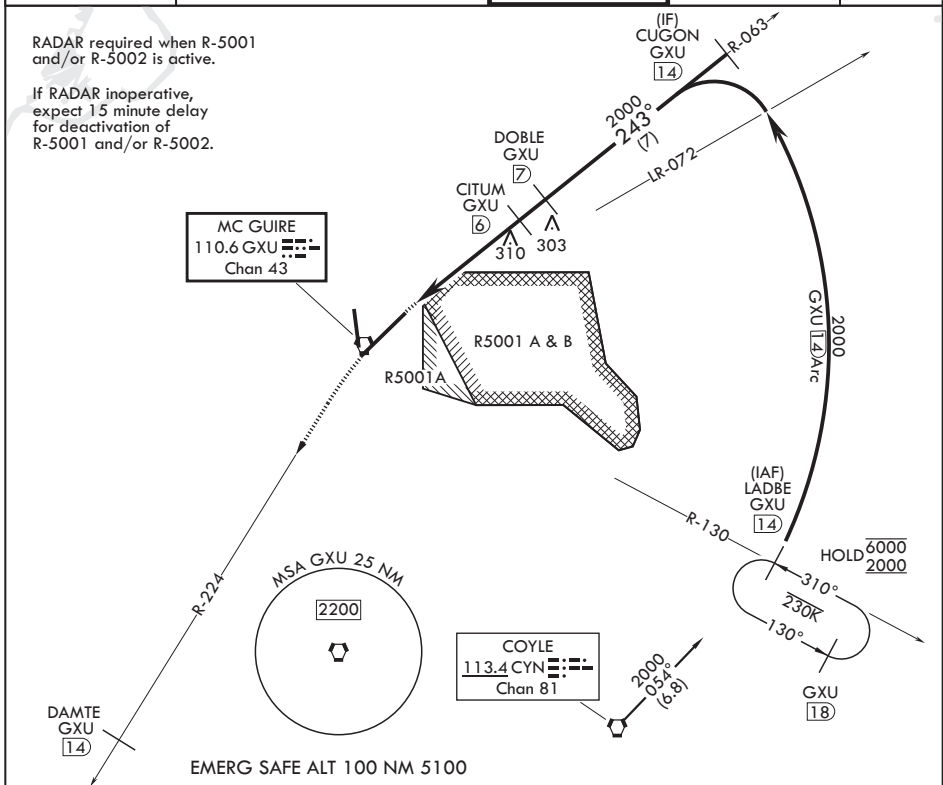 RADAR required when R-5001
and/or R-5002 is active.
If RADAR inoperative,
expect 15 minute delay
for deactivation of
R-5001 and/or R-5002.
(IF)
CUGON
GXU
14
R-063
2000
243°
(7)
LR-072
DOBLE
GXU
7
CITUM
GXU
6
310
303
MC GUIRE
110.6 GXU
Chan 43
R5001 A & B
R5001A
2000
GXU 14 Arc
(IAF)
LADBE
GXU
14
R-130
HOLD 6000
2000
310°
230K
130°
GXU
18
R-224
MSA GXU 25 NM
2200
COYLE
113.4 CYN
Chan 81
2000
054°
(6.8)
DAMTE
GXU
14
EMERG SAFE ALT 100 NM 5100